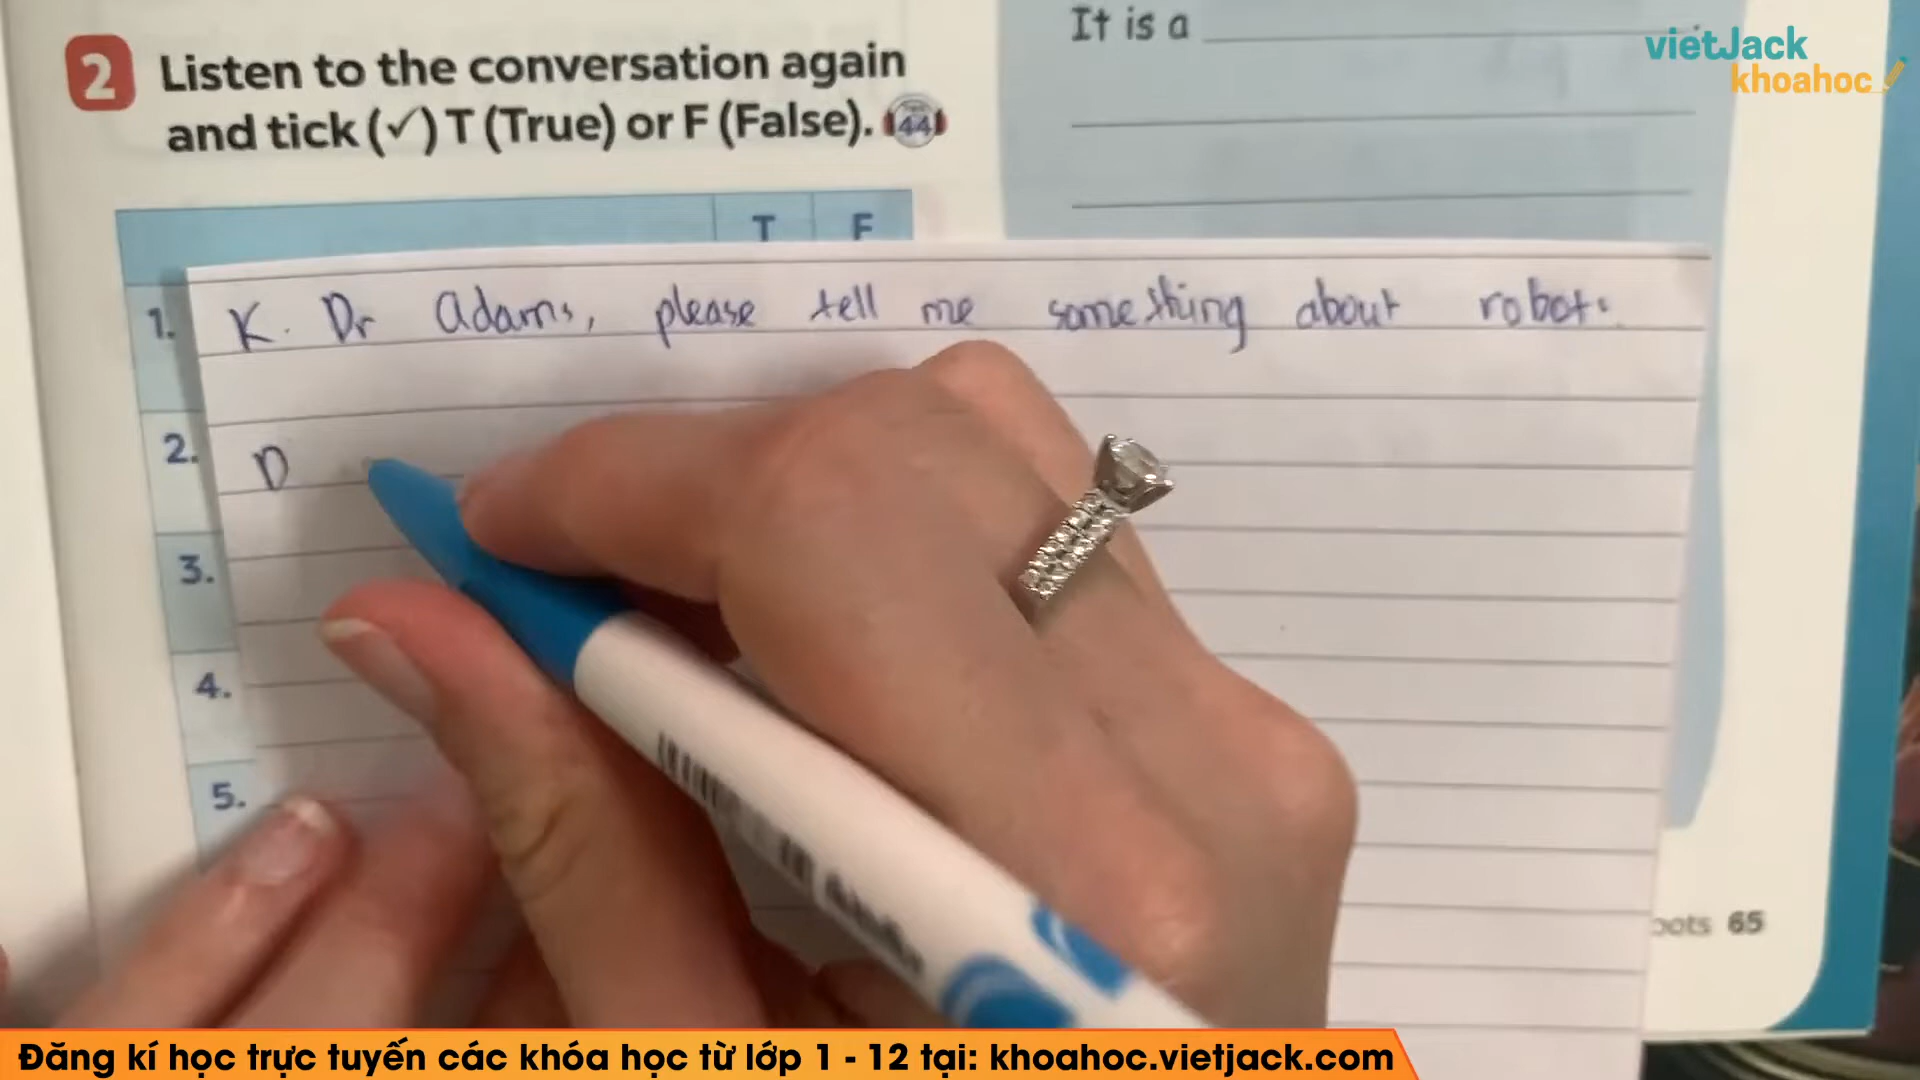 It is a
vietJack
khoahoc
2 Listen to the conversation again
and tick (✓) T (True) or F (False). 44
T F
1.
K. Dr Adams, please tell me something about robots.
2.
D
3.
4.
5.
65
Đăng kí học trực tuyến các khóa học từ lớp 1 - 12 tại: khoahoc.vietjack.com